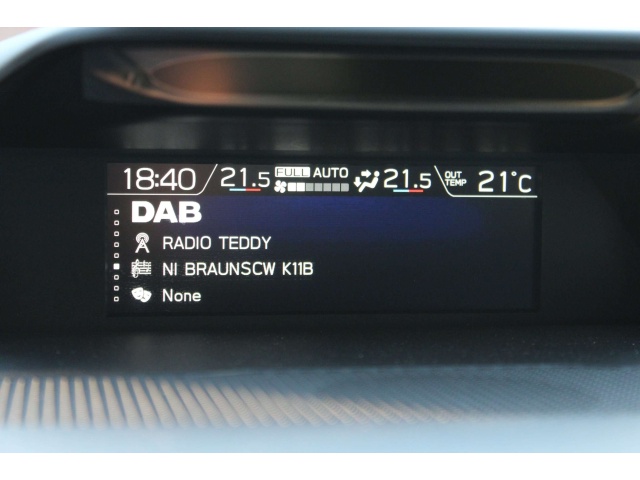 18:40 21.5 FULL AUTO 21.5 OUT TEMP 21°C
DAB
RADIO TEDDY
NI BRAUNSCW K11B
None